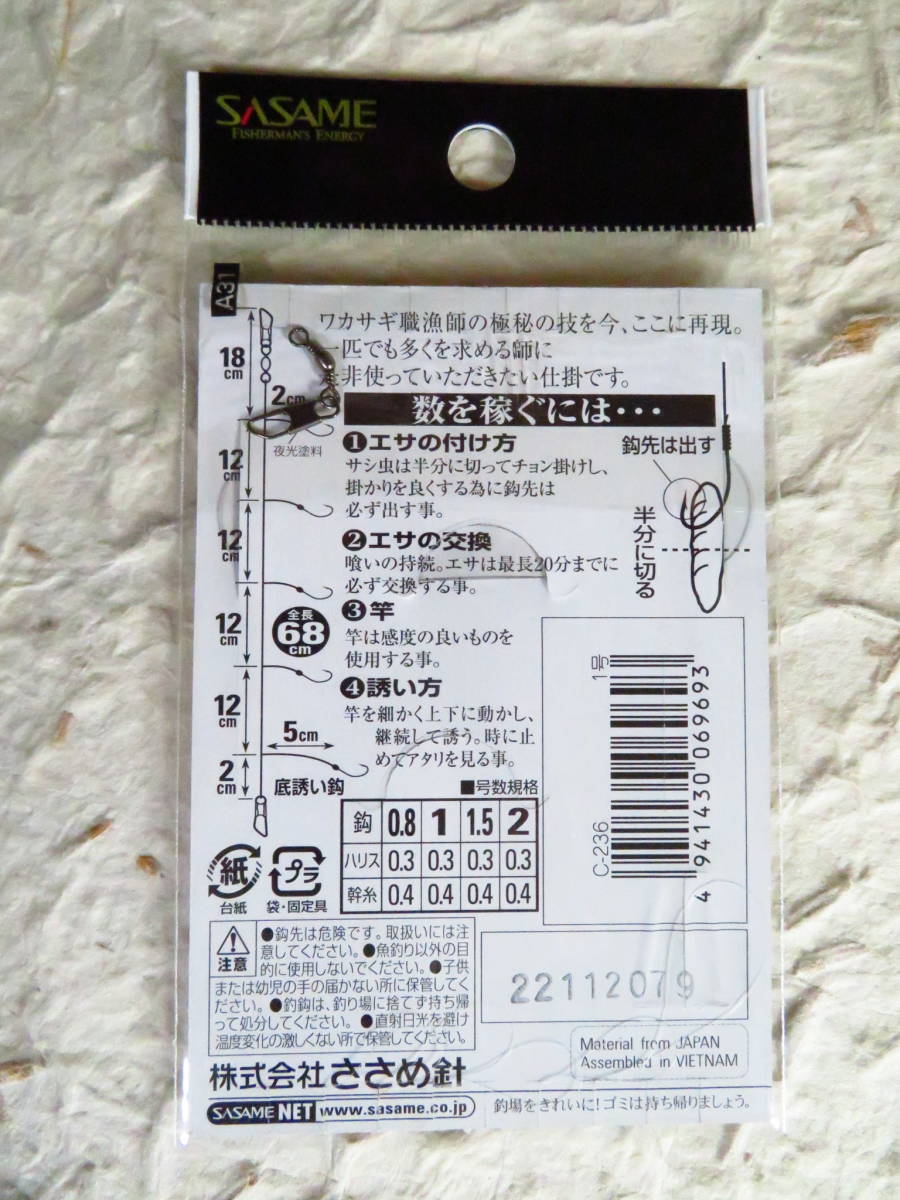 SASAME
FISHERMAN'S ENERGY
A31
ワカサギ職漁師の極秘の技を今、ここに再現。
一匹でも多くを求める師に
是非使っていただきたい仕掛です。
数を稼ぐには・・・
❶エサの付け方
サシ虫は半分に切ってチョン掛けし、
掛かりを良くする為に鈎先は
必ず出す事。
❷エサの交換
喰いの持続。エサは最長20分までに
必ず交換する事。
❸竿
竿は感度の良いものを
使用する事。
❹誘い方
竿を細かく上下に動かし、
継続して誘う。時に止
めてアタリを見る事。
鈎先は出す
半分に切る
18cm
2cm
夜光塗料
12cm
12cm
12cm
全長
68cm
12cm
5cm
2cm
底誘い鈎
■号数規格
鈎 0.8 1 1.5 2
ハリス 0.3 0.3 0.3 0.3
幹糸 0.4 0.4 0.4 0.4
紙
台紙
プラ
袋・固定具
1号
C-236
4 941430 069693
注意
●鈎先は危険です。取扱いには注
意してください。●魚釣り以外の目
的に使用しないでください。●子供
または幼児の手の届かない所に保管してく
ださい。●釣鈎は、釣り場に捨てず持ち帰
って処分してください。●直射日光を避け
温度変化の激しくない所で保管してください。
22112079
Material from JAPAN
Assembled in VIETNAM
株式会社 ささめ針
SASAME NET www.sasame.co.jp
釣場をきれいに!ゴミは持ち帰りましょう。